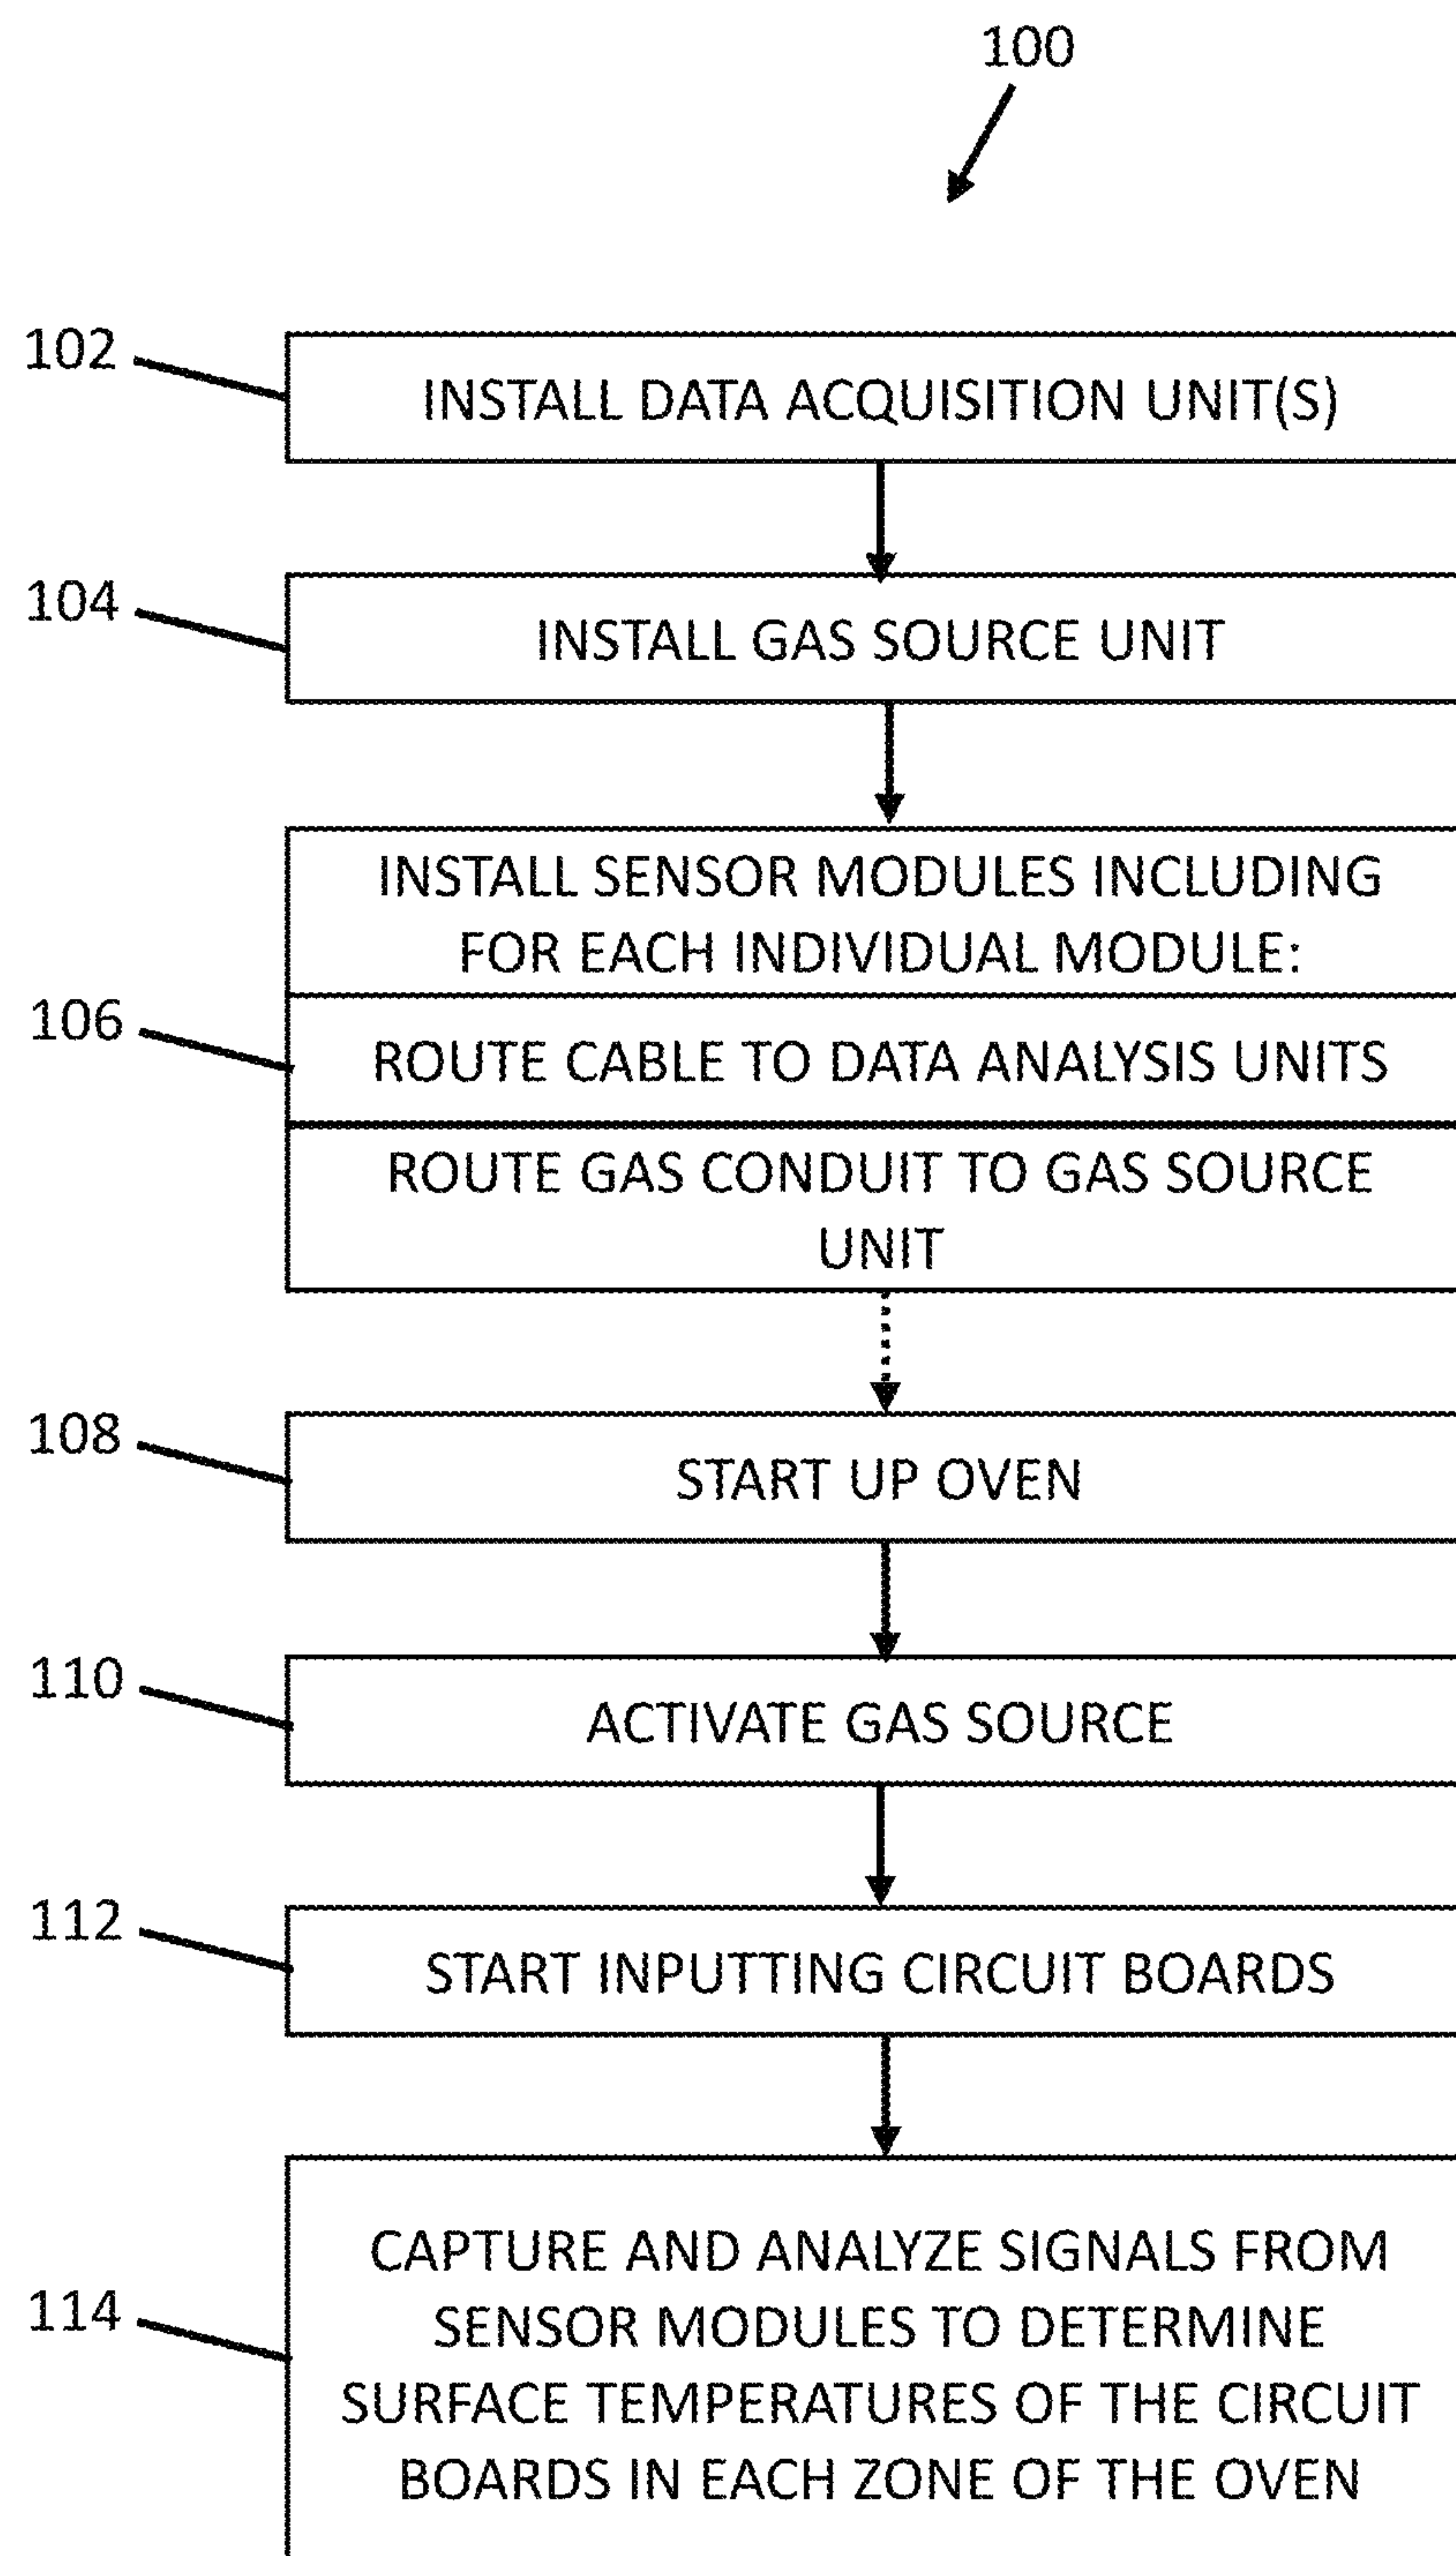 100
102
INSTALL DATA ACQUISITION UNIT(S)
104
INSTALL GAS SOURCE UNIT
INSTALL SENSOR MODULES INCLUDING
FOR EACH INDIVIDUAL MODULE:
106
ROUTE CABLE TO DATA ANALYSIS UNITS
ROUTE GAS CONDUIT TO GAS SOURCE
UNIT
108
START UP OVEN
110
ACTIVATE GAS SOURCE
112
START INPUTTING CIRCUIT BOARDS
114
CAPTURE AND ANALYZE SIGNALS FROM
SENSOR MODULES TO DETERMINE
SURFACE TEMPERATURES OF THE CIRCUIT
BOARDS IN EACH ZONE OF THE OVEN